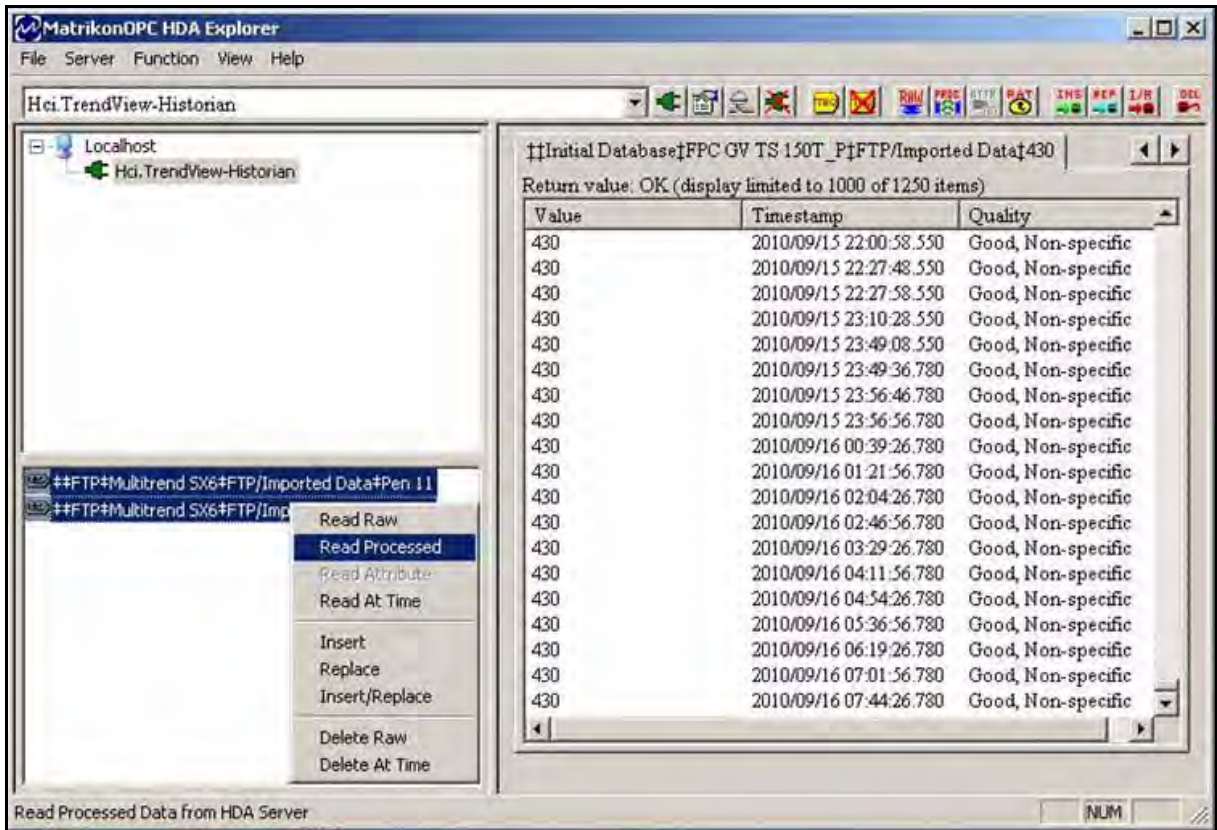 MatrikonOPC HDA Explorer
File Server Function View Help
Hci.TrendView-Historian
RAW PROC ATTR RAT INS REP I/R DEL
Localhost
Hci.TrendView-Historian
‡‡Initial Database‡FPC GV TS 150T_P‡FTP/Imported Data‡430
Return value: OK (display limited to 1000 of 1250 items)
Value Timestamp Quality
430 2010/09/15 22:00:58.550 Good, Non-specific
430 2010/09/15 22:27:48.550 Good, Non-specific
430 2010/09/15 22:27:58.550 Good, Non-specific
430 2010/09/15 23:10:28.550 Good, Non-specific
430 2010/09/15 23:49:08.550 Good, Non-specific
430 2010/09/15 23:49:36.780 Good, Non-specific
430 2010/09/15 23:56:46.780 Good, Non-specific
430 2010/09/15 23:56:56.780 Good, Non-specific
430 2010/09/16 00:39:26.780 Good, Non-specific
430 2010/09/16 01:21:56.780 Good, Non-specific
430 2010/09/16 02:04:26.780 Good, Non-specific
430 2010/09/16 02:46:56.780 Good, Non-specific
430 2010/09/16 03:29:26.780 Good, Non-specific
430 2010/09/16 04:11:56.780 Good, Non-specific
430 2010/09/16 04:54:26.780 Good, Non-specific
430 2010/09/16 05:36:56.780 Good, Non-specific
430 2010/09/16 06:19:26.780 Good, Non-specific
430 2010/09/16 07:01:56.780 Good, Non-specific
430 2010/09/16 07:44:26.780 Good, Non-specific
‡‡FTP‡Multitrend SX6‡FTP/Imported Data‡Pen 11
‡‡FTP‡Multitrend SX6‡FTP/Imp
Read Raw
Read Processed
Read Attribute
Read At Time
Insert
Replace
Insert/Replace
Delete Raw
Delete At Time
Read Processed Data from HDA Server
NUM